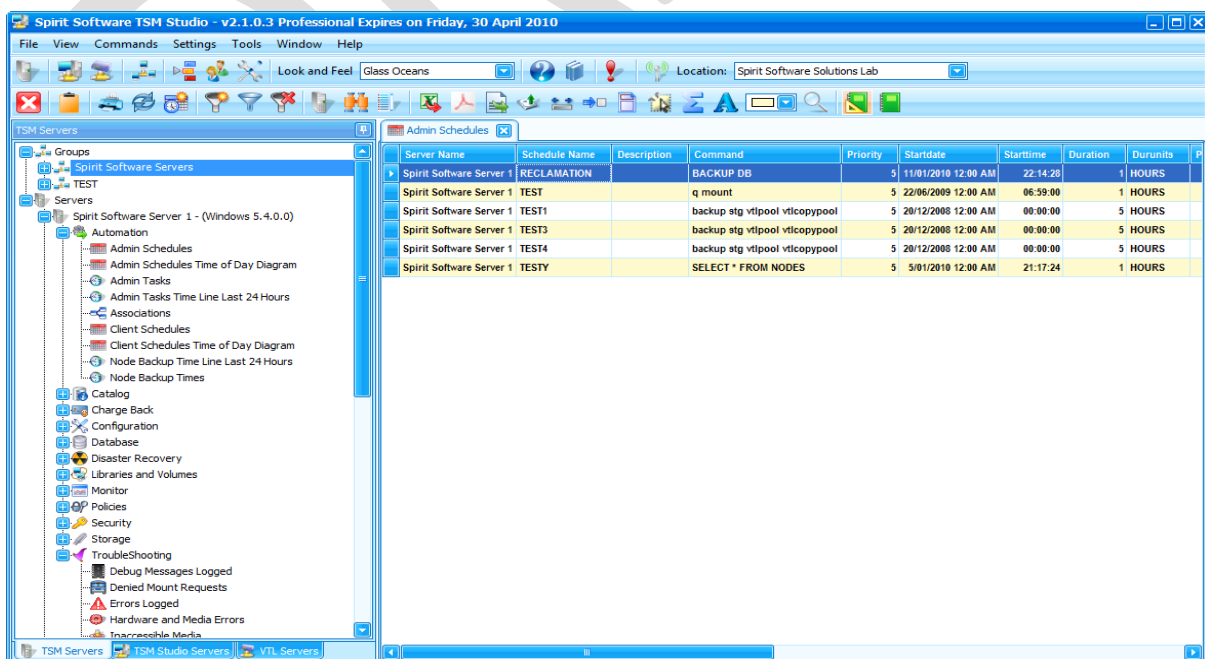 Spirit Software TSM Studio - v2.1.0.3 Professional Expires on Friday, 30 April 2010
File View Commands Settings Tools Window Help
Look and Feel Glass Oceans Location: Spirit Software Solutions Lab
TSM Servers
Groups
Spirit Software Servers
TEST
Servers
Spirit Software Server 1 - (Windows 5.4.0.0)
Automation
Admin Schedules
Admin Schedules Time of Day Diagram
Admin Tasks
Admin Tasks Time Line Last 24 Hours
Associations
Client Schedules
Client Schedules Time of Day Diagram
Node Backup Time Line Last 24 Hours
Node Backup Times
Catalog
Charge Back
Configuration
Database
Disaster Recovery
Libraries and Volumes
Monitor
Policies
Security
Storage
TroubleShooting
Debug Messages Logged
Denied Mount Requests
Errors Logged
Hardware and Media Errors
Inaccessible Media
TSM Servers TSM Studio Servers VTL Servers
Admin Schedules
Server Name Schedule Name Description Command Priority Startdate Starttime Duration Durunits P
Spirit Software Server 1 RECLAMATION BACKUP DB 5 11/01/2010 12:00 AM 22:14:28 1 HOURS
Spirit Software Server 1 TEST q mount 5 22/06/2009 12:00 AM 06:59:00 1 HOURS
Spirit Software Server 1 TEST1 backup stg vtlpool vtlcopypool 5 20/12/2008 12:00 AM 00:00:00 5 HOURS
Spirit Software Server 1 TEST3 backup stg vtlpool vtlcopypool 5 20/12/2008 12:00 AM 00:00:00 5 HOURS
Spirit Software Server 1 TEST4 backup stg vtlpool vtlcopypool 5 20/12/2008 12:00 AM 00:00:00 5 HOURS
Spirit Software Server 1 TESTY SELECT * FROM NODES 5 5/01/2010 12:00 AM 21:17:24 1 HOURS